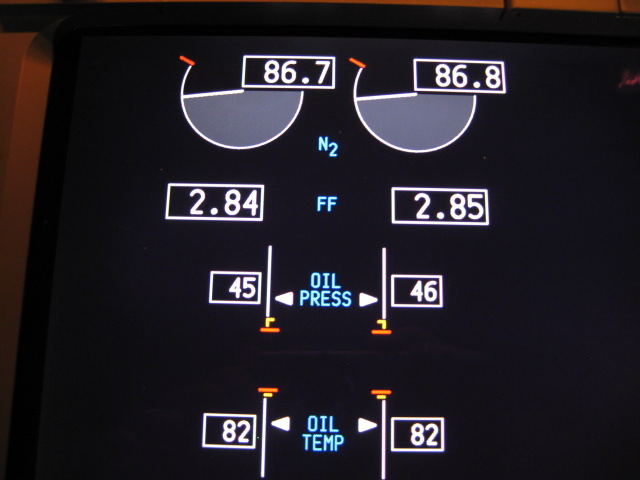 86.7 86.8
N2
2.84 FF 2.85
45 OIL PRESS 46
82 OIL TEMP 82